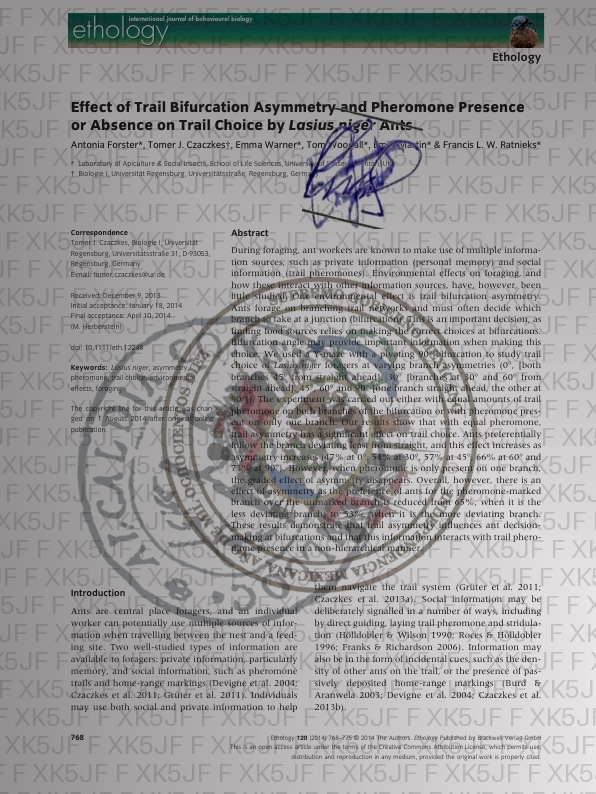 international journal of behavioural biology
ethology
Ethology
Effect of Trail Bifurcation Asymmetry and Pheromone Presence
or Absence on Trail Choice by Lasius niger Ants
Antonia Forster*, Tomer J. Czaczkes†, Emma Warner*, Tom Woodall*, Martin* & Francis L. W. Ratnieks*
* Laboratory of Apiculture & Social Insects, School of Life Sciences, University of Sussex, UK
† Biologie I, Universität Regensburg, Universitätsstraße, Regensburg, Germany
Correspondence
Tomer J. Czaczkes, Biologie I, Universität
Regensburg, Universitätsstraße 31, D-93053,
Regensburg, Germany
E-mail: tomer.czaczkes@ur.de
Received: December 9, 2013
Initial acceptance: January 18, 2014
Final acceptance: April 10, 2014
(M. Herberstein)
doi: 10.1111/eth.12248
Keywords: Lasius niger, asymmetry,
pheromone trail choice, environmental
effects, foraging
The copyright line for this article was chan-
ged on 1 August 2014 after original online
publication.
Abstract
During foraging, ant workers are known to make use of multiple informa-
tion sources, such as private information (personal memory) and social
information (trail pheromones). Environmental effects on foraging, and
how these interact with other information sources, have, however, been
little studied. One environmental effect is trail bifurcation asymmetry.
Ants forage on branching trail networks and must often decide which
branch to take at a junction (bifurcation). This is an important decision, as
finding food sources relies on making the correct choices at bifurcations.
Bifurcation angle may provide important information when making this
choice. We used a Y-maze with a pivoting 90° bifurcation to study trail
choice of Lasius niger foragers at varying branch asymmetries (0°, [both
branches 45° from straight ahead], 30° [branches at 30° and 60° from
straight ahead], 45°, 60° and 90° [one branch straight ahead, the other at
90°]). The experiment was carried out either with equal amounts of trail
pheromone on both branches of the bifurcation or with pheromone pres-
ent on only one branch. Our results show that with equal pheromone,
trail asymmetry has a significant effect on trail choice. Ants preferentially
follow the branch deviating least from straight, and this effect increases as
asymmetry increases (47% at 0°, 54% at 30°, 57% at 45°, 66% at 60° and
73% at 90°). However, when pheromone is only present on one branch,
the graded effect of asymmetry disappears. Overall, however, there is an
effect of asymmetry as the preference of ants for the pheromone-marked
branch over the unmarked branch is reduced from 65%, when it is the
less deviating branch, to 53%, when it is the more deviating branch.
These results demonstrate that trail asymmetry influences ant decision-
making at bifurcations and that this information interacts with trail phero-
mone presence in a non-hierarchical manner.
Introduction
Ants are central place foragers, and an individual
worker can potentially use multiple sources of infor-
mation when travelling between the nest and a feed-
ing site. Two well-studied types of information are
available to foragers: private information, particularly
memory, and social information, such as pheromone
trails and home-range markings (Devigne et al. 2004;
Czaczkes et al. 2011; Grüter et al. 2011). Individuals
may use both social and private information to help
them navigate the trail system (Grüter et al. 2011;
Czaczkes et al. 2013a). Social information may be
deliberately signalled in a number of ways, including
by direct guiding, laying trail pheromone and stridula-
tion (Hölldobler & Wilson 1990; Roces & Hölldobler
1996; Franks & Richardson 2006). Information may
also be in the form of incidental cues, such as the den-
sity of other ants on the trail, or the presence of pas-
sively deposited home-range markings (Burd &
Aranwela 2003; Devigne et al. 2004; Czaczkes et al.
2013b).
768
Ethology 120 (2014) 768–775 © 2014 The Authors. Ethology Published by Blackwell Verlag GmbH
This is an open access article under the terms of the Creative Commons Attribution License, which permits use,
distribution and reproduction in any medium, provided the original work is properly cited.
XK5JF